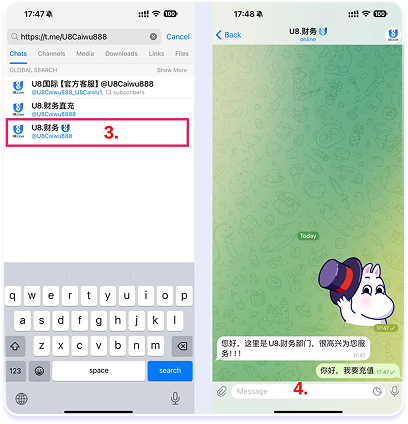 17:47
100
https://t.me/U8Caiwu888
Cancel
Chats Channels Media Downloads Links Files
GLOBAL SEARCH Show More
U8国际【官方客服】@U8Caiwu888
@U8Caiwu888_U8Caiwu1, 13 subscribers
U8.财务直充
@U8Caiwu8888
U8.财务
@U8Caiwu888
3.
q w e r t y u i o p
a s d f g h j k l
z x c v b n m
123 space search
17:48
100
Back
U8.财务
online
Today
17:47
您好，这里是 U8.财务部门，很高兴为您
服务！！！
17:47
你好，我要充值 17:47
Message
4.